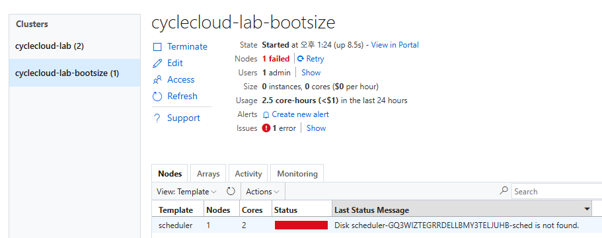 Clusters
cyclecloud-lab (2)
cyclecloud-lab-bootsize (1)
cyclecloud-lab-bootsize
Terminate
Edit
Access
Refresh
Support
State Started at 오후 1:24 (up 8.5s) - View in Portal
Nodes 1 failed Retry
Users 1 admin Show
Size 0 instances, 0 cores ($0 per hour)
Usage 2.5 core-hours (<$1) in the last 24 hours
Alerts Create new alert
Issues 1 error Show
Nodes Arrays Activity Monitoring
View: Template Actions Search
Template Nodes Cores Status Last Status Message
scheduler 1 2 Disk scheduler-GQ3WIZTEGRRDELLBMY3TELJUHB-sched is not found.